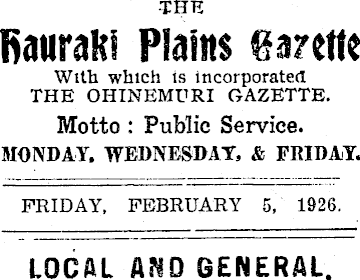 THE
Hauraki Plains Gazette
With which is incorporated
THE OHINEMURI GAZETTE.
Motto : Public Service.
MONDAY, WEDNESDAY, & FRIDAY.
FRIDAY, FEBRUARY 5, 1926.
LOCAL AND GENERAL.